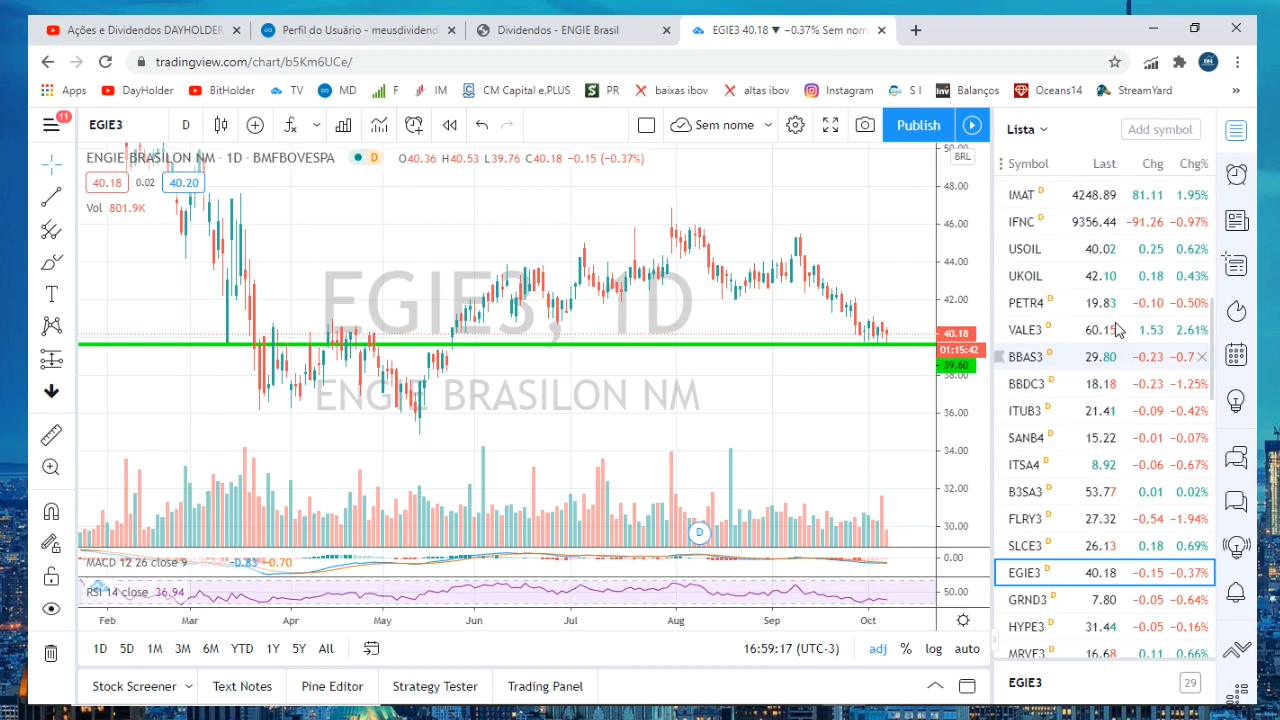 Ações e Dividendos DAYHOLDER
Perfil do Usuário - meusdividend
Dividendos - ENGIE Brasil
EGIE3 40.18 ▼ −0.37% Sem nom
tradingview.com/chart/b5Km6UCe/
Apps DayHolder BitHolder TV MD F IM CM Capital e.PLUS PR baixas ibov altas ibov Instagram S I Balanços Oceans14 StreamYard »
11
EGIE3 D Sem nome Publish
Lista Add symbol
ENGIE BRASILON NM · 1D · BMFBOVESPA D O40.36 H40.53 L39.76 C40.18 −0.15 (−0.37%)
BRL
40.18 0.02 40.20
Vol 801.9K
EGIE3, 1D
ENGIE BRASILON NM
48.00
46.00
44.00
42.00
40.18
01:15:42
39.60
38.00
36.00
34.00
32.00
30.00
D
MACD 12 26 close 9 −0.83 −0.70
0.00
RSI 14 close 36.94
50.00
Feb Mar Apr May Jun Jul Aug Sep Oct
1D 5D 1M 3M 6M YTD 1Y 5Y All
16:59:17 (UTC-3) adj % log auto
Stock Screener Text Notes Pine Editor Strategy Tester Trading Panel
Symbol Last Chg Chg%
IMAT D 4248.89 81.11 1.95%
IFNC D 9356.44 −91.26 −0.97%
USOIL 40.02 0.25 0.62%
UKOIL 42.10 0.18 0.43%
PETR4 D 19.83 −0.10 −0.50%
VALE3 D 60.15 1.53 2.61%
BBAS3 D 29.80 −0.23 −0.7
BBDC3 D 18.18 −0.23 −1.25%
ITUB3 D 21.41 −0.09 −0.42%
SANB4 D 15.22 −0.01 −0.07%
ITSA4 D 8.92 −0.06 −0.67%
B3SA3 D 53.77 0.01 0.02%
FLRY3 D 27.32 −0.54 −1.94%
SLCE3 D 26.13 0.18 0.69%
EGIE3 D 40.18 −0.15 −0.37%
GRND3 D 7.80 −0.05 −0.64%
HYPE3 D 31.44 −0.05 −0.16%
MRVE3 D 16.68 0.11 0.66%
EGIE3 29